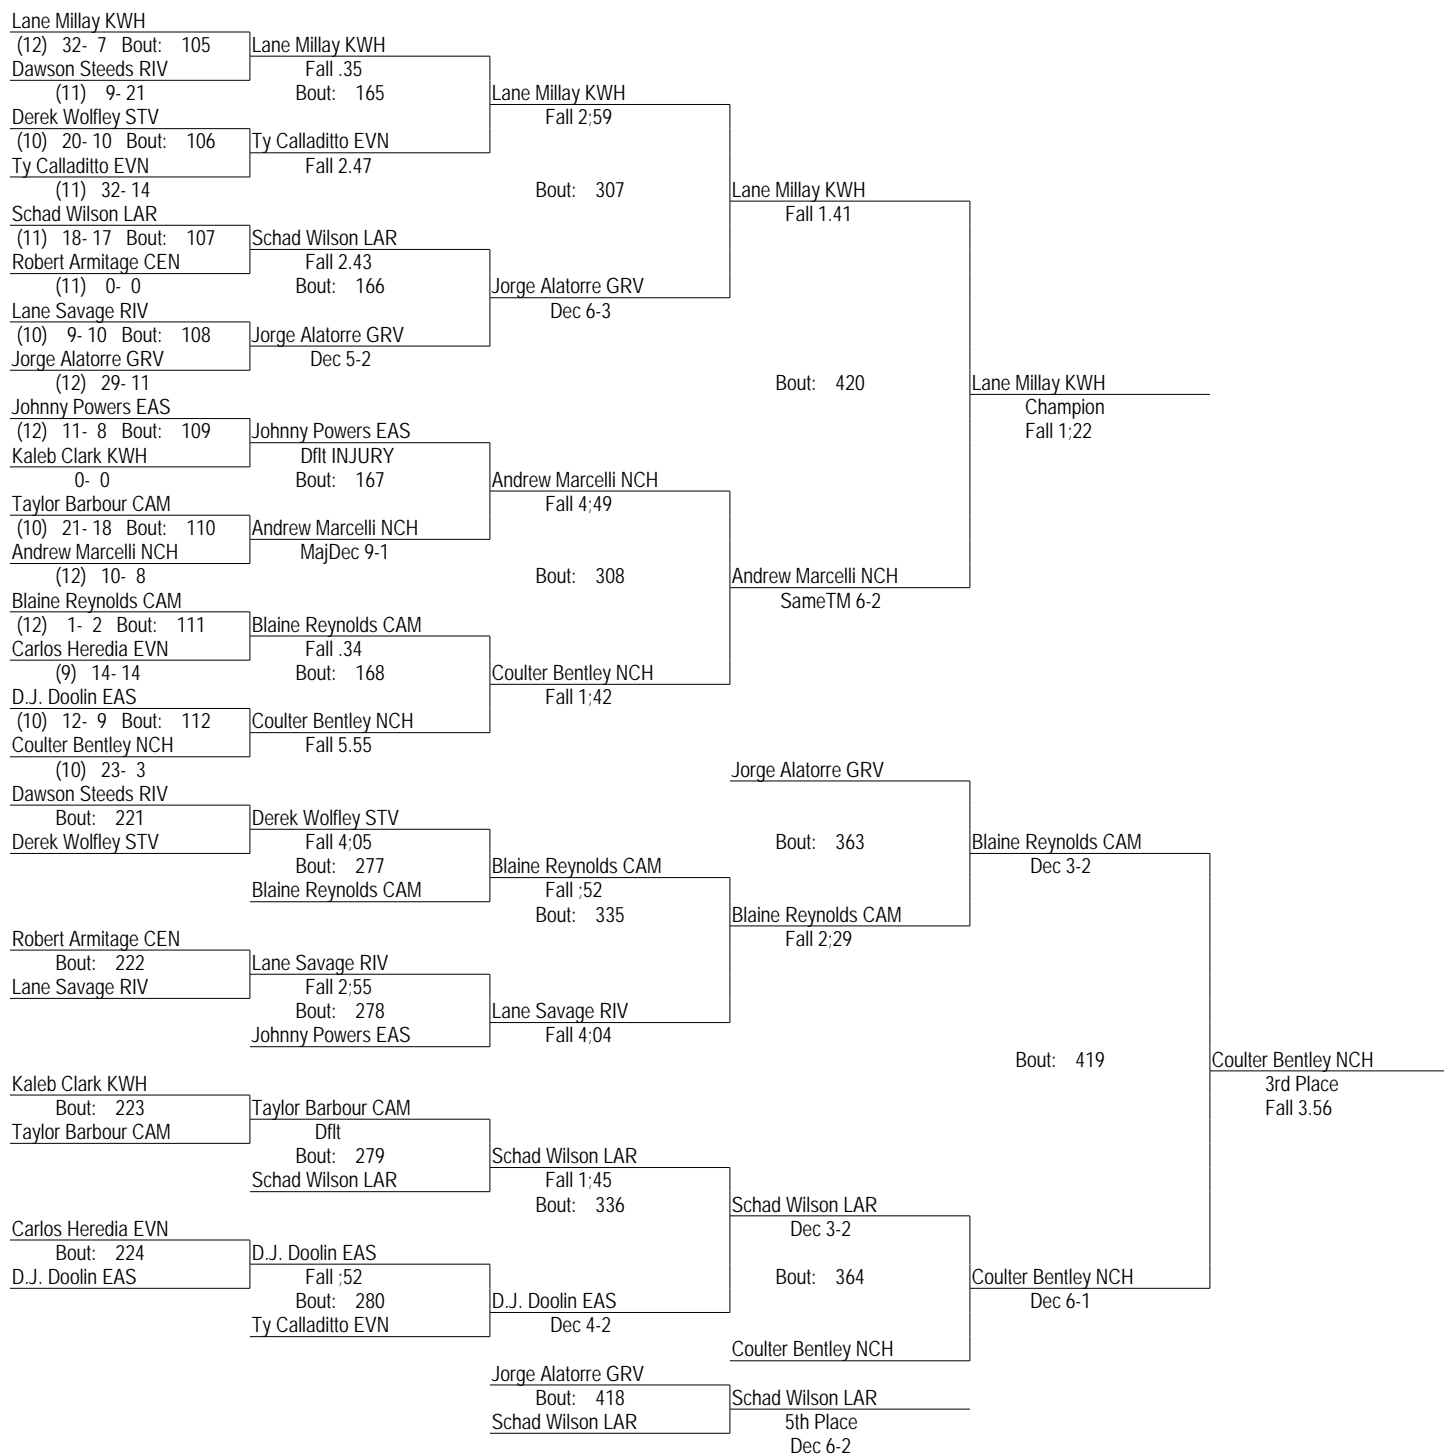 Lane Millay KWH
(12) 32- 7 Bout: 105 Lane Millay KWH
Dawson Steeds RIV Fall .35
(11) 9- 21 Bout: 165 Lane Millay KWH
Derek Wolfley STV Fall 2;59
(10) 20- 10 Bout: 106 Ty Calladitto EVN
Ty Calladitto EVN Fall 2.47
(11) 32- 14 Bout: 307 Lane Millay KWH
Schad Wilson LAR Fall 1.41
(11) 18- 17 Bout: 107 Schad Wilson LAR
Robert Armitage CEN Fall 2.43
(11) 0- 0 Bout: 166 Jorge Alatorre GRV
Lane Savage RIV Dec 6-3
(10) 9- 10 Bout: 108 Jorge Alatorre GRV
Jorge Alatorre GRV Dec 5-2
(12) 29- 11 Bout: 420 Lane Millay KWH
Johnny Powers EAS Champion
(12) 11- 8 Bout: 109 Johnny Powers EAS Fall 1;22
Kaleb Clark KWH Dflt INJURY
0- 0 Bout: 167 Andrew Marcelli NCH
Taylor Barbour CAM Fall 4;49
(10) 21- 18 Bout: 110 Andrew Marcelli NCH
Andrew Marcelli NCH MajDec 9-1
(12) 10- 8 Bout: 308 Andrew Marcelli NCH
Blaine Reynolds CAM SameTM 6-2
(12) 1- 2 Bout: 111 Blaine Reynolds CAM
Carlos Heredia EVN Fall .34
(9) 14- 14 Bout: 168 Coulter Bentley NCH
D.J. Doolin EAS Fall 1;42
(10) 12- 9 Bout: 112 Coulter Bentley NCH
Coulter Bentley NCH Fall 5.55
(10) 23- 3 Jorge Alatorre GRV
Dawson Steeds RIV
Bout: 221 Derek Wolfley STV
Derek Wolfley STV Fall 4;05 Bout: 363 Blaine Reynolds CAM
Bout: 277 Blaine Reynolds CAM Dec 3-2
Blaine Reynolds CAM Fall ;52
Bout: 335 Blaine Reynolds CAM
Robert Armitage CEN Fall 2;29
Bout: 222 Lane Savage RIV
Lane Savage RIV Fall 2;55
Bout: 278 Lane Savage RIV
Johnny Powers EAS Fall 4;04
Bout: 419 Coulter Bentley NCH
Kaleb Clark KWH 3rd Place
Bout: 223 Taylor Barbour CAM Fall 3.56
Taylor Barbour CAM Dflt
Bout: 279 Schad Wilson LAR
Schad Wilson LAR Fall 1;45
Bout: 336 Schad Wilson LAR
Carlos Heredia EVN Dec 3-2
Bout: 224 D.J. Doolin EAS
D.J. Doolin EAS Fall ;52 Bout: 364 Coulter Bentley NCH
Bout: 280 D.J. Doolin EAS Dec 6-1
Ty Calladitto EVN Dec 4-2
Coulter Bentley NCH
Jorge Alatorre GRV
Bout: 418 Schad Wilson LAR
Schad Wilson LAR 5th Place
Dec 6-2